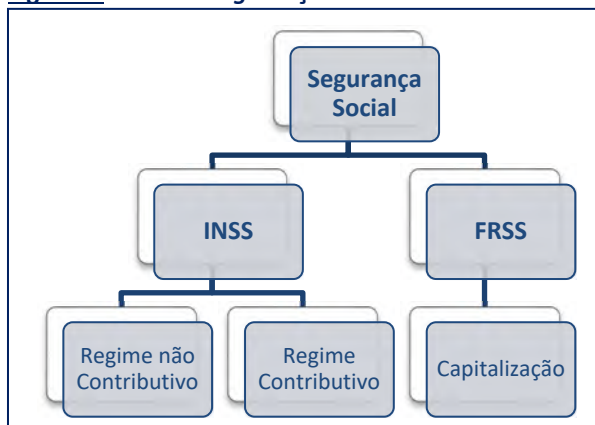 Segurança
Social
INSS
FRSS
Regime não
Contributivo
Regime
Contributivo
Capitalização